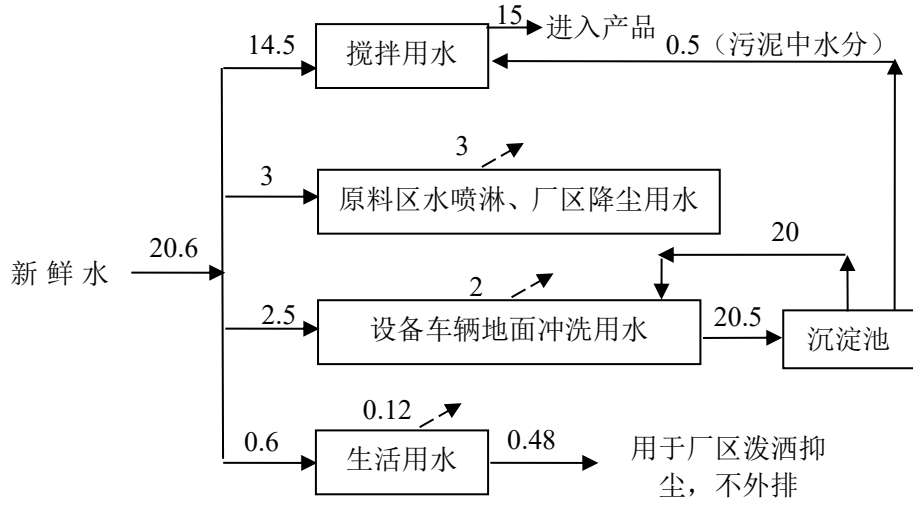 15
进入产品
14.5
搅拌用水
0.5（污泥中水分）
3
3
原料区水喷淋、厂区降尘用水
20.6
新鲜水
20
2
2.5
设备车辆地面冲洗用水
20.5
沉淀池
0.12
0.6
生活用水
0.48
用于厂区泼洒抑
尘，不外排